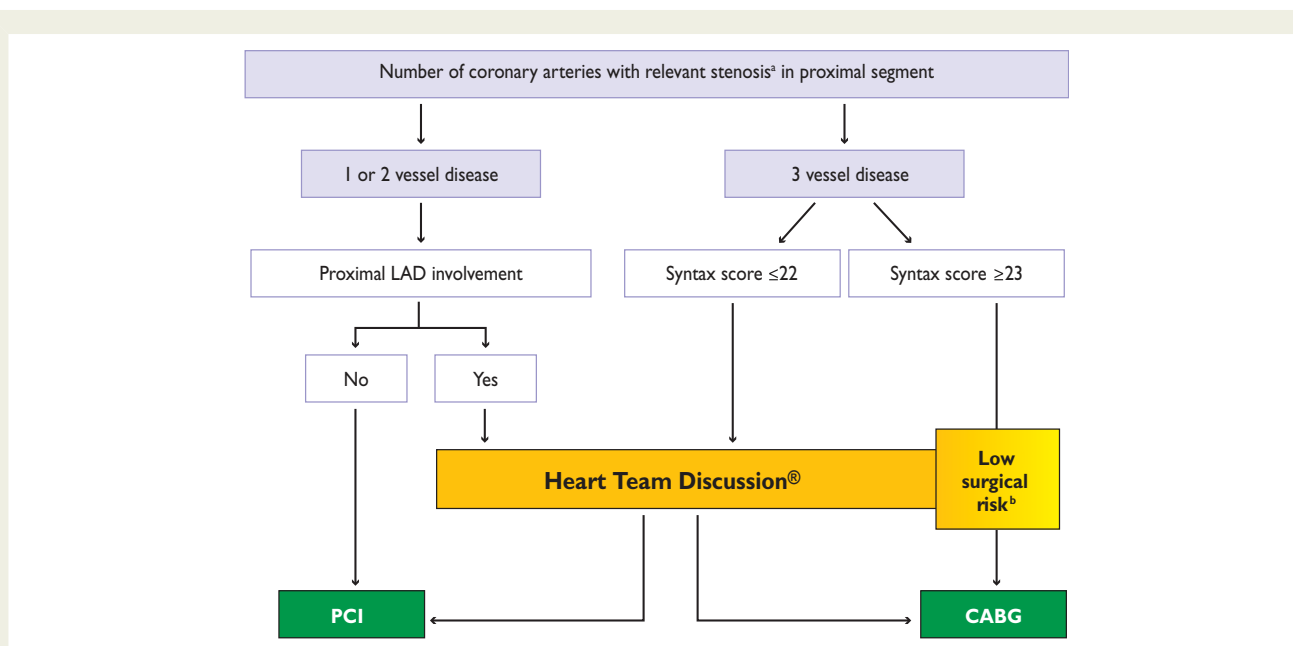 Number of coronary arteries with relevant stenosisᵃ in proximal segment
1 or 2 vessel disease
3 vessel disease
Proximal LAD involvement
Syntax score ≤22
Syntax score ≥23
No
Yes
Heart Team Discussion®
Low
surgical
riskᵇ
PCI
CABG